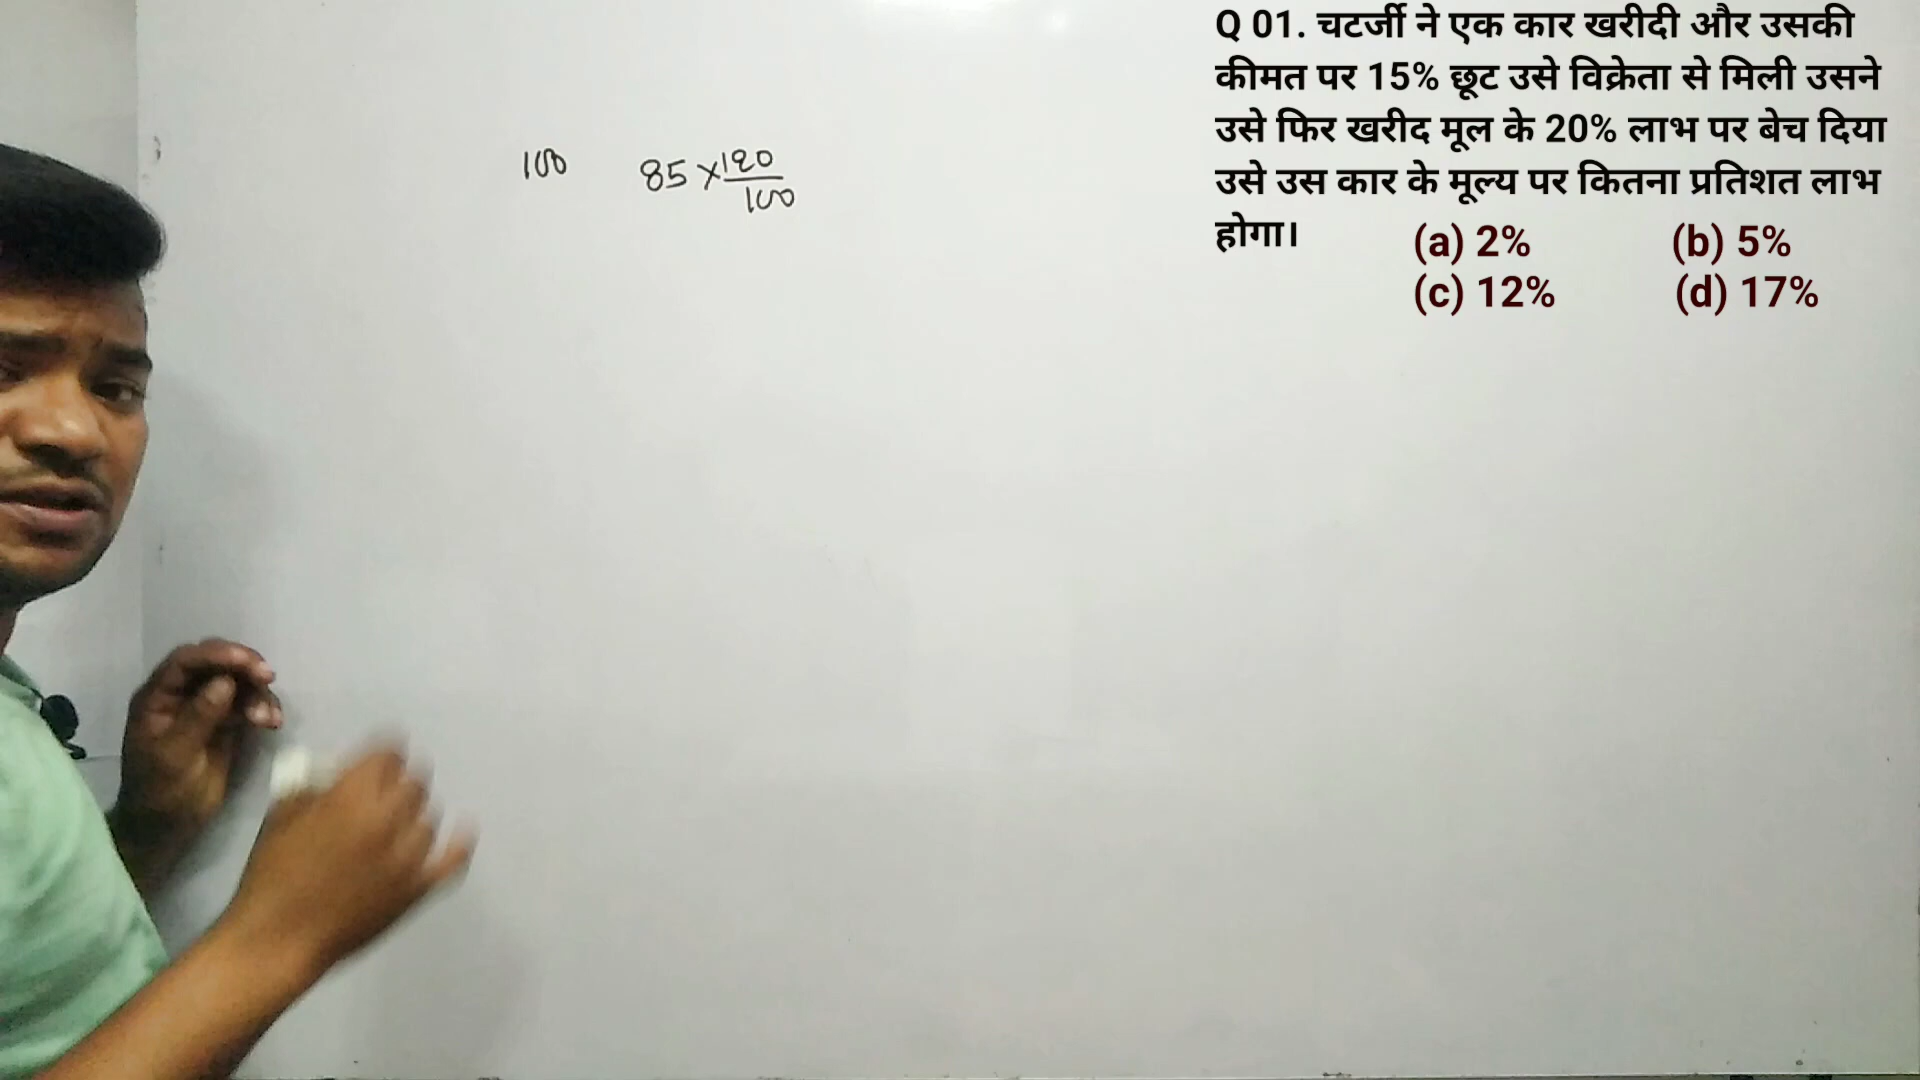 Q 01. चटर्जी ने एक कार खरीदी और उसकी
कीमत पर 15% छूट उसे विक्रेता से मिली उसने
उसे फिर खरीद मूल के 20% लाभ पर बेच दिया
उसे उस कार के मूल्य पर कितना प्रतिशत लाभ
होगा।
(a) 2% (b) 5%
(c) 12% (d) 17%
100 85 × 120
100